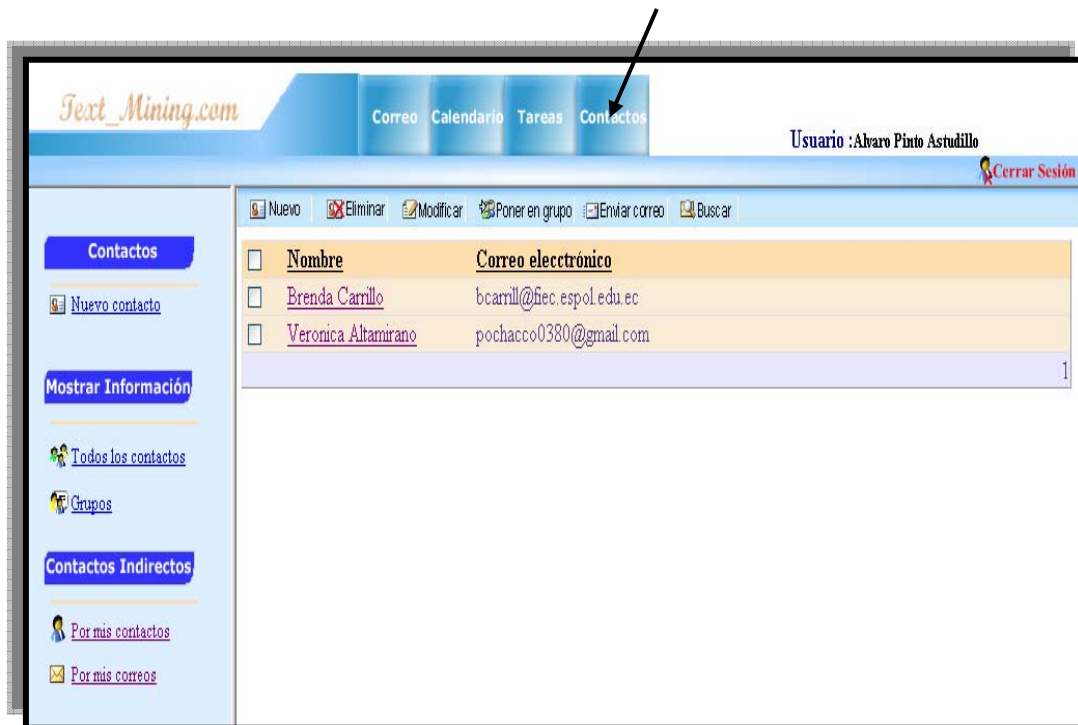 Text_Mining.com
Correo Calendario Tareas Contactos
Usuario :Alvaro Pinto Astudillo
Cerrar Sesión
Nuevo Eliminar Modificar Poner en grupo Enviar correo Buscar
Contactos
Nuevo contacto
Mostrar Información
Todos los contactos
Grupos
Contactos Indirectos
Por mis contactos
Por mis correos
Nombre Correo elecctrónico
Brenda Carrillo bcarrill@fiec.espol.edu.ec
Veronica Altamirano pochacco0380@gmail.com
1